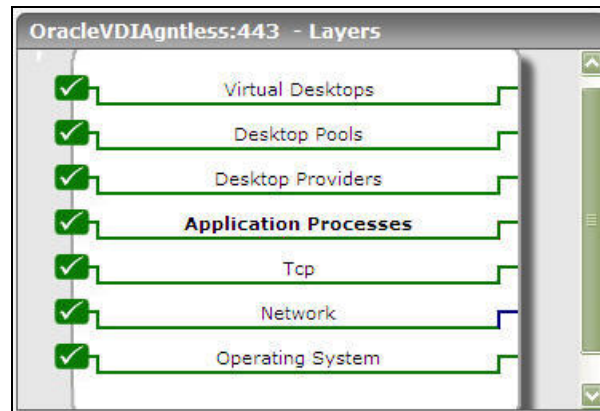 OracleVDIAgntless:443 - Layers
Virtual Desktops
Desktop Pools
Desktop Providers
Application Processes
Tcp
Network
Operating System